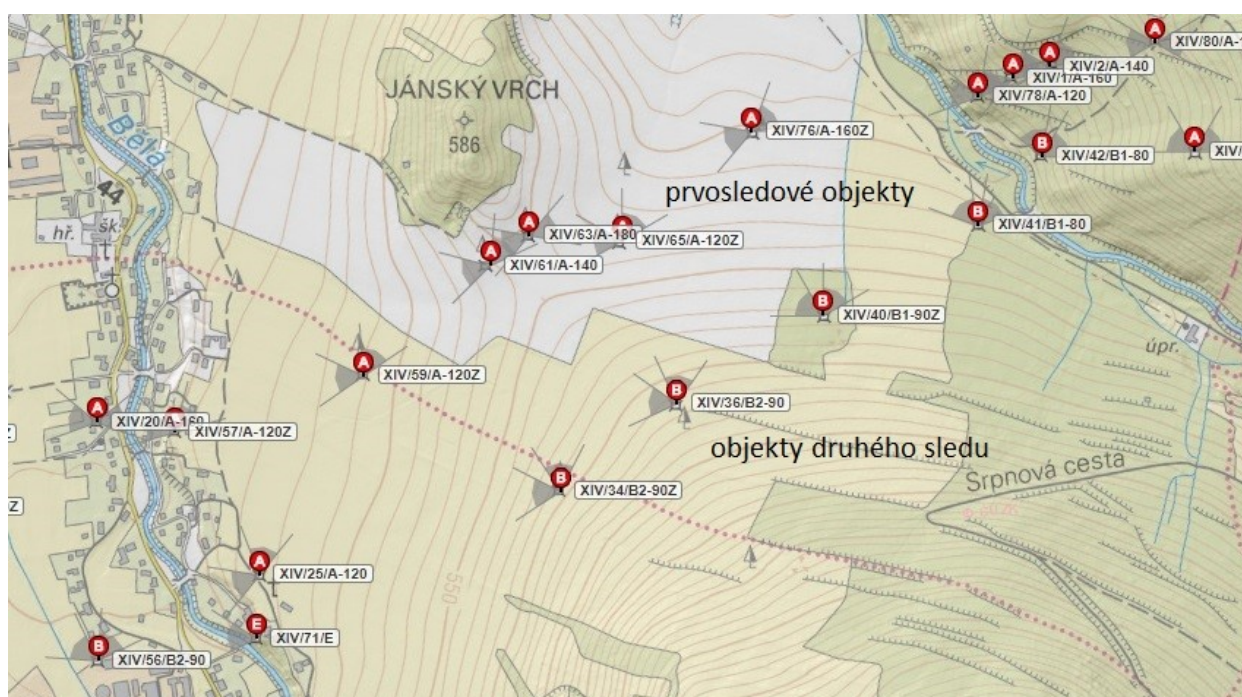 XIV/80/A-1
XIV/2/A-140
XIV/1/A-160
XIV/78/A-120
JÁNSKÝ VRCH
586
XIV/76/A-160Z
XIV/42/B1-80
XIV/
Bělá
44
prvosledové objekty
hř.
šk.
XIV/63/A-180
XIV/65/A-120Z
XIV/41/B1-80
XIV/61/A-140
XIV/40/B1-90Z
úpr.
XIV/59/A-120Z
XIV/36/B2-90
XIV/20/A-160
XIV/57/A-120Z
Z
objekty druhého sledu
Srpnová cesta
XIV/34/B2-90Z
Z
XIV/25/A-120
550
XIV/71/E
XIV/56/B2-90
A
A
A
A
A
A
B
A
B
A
A
A
B
A
B
A
A
B
A
E
B